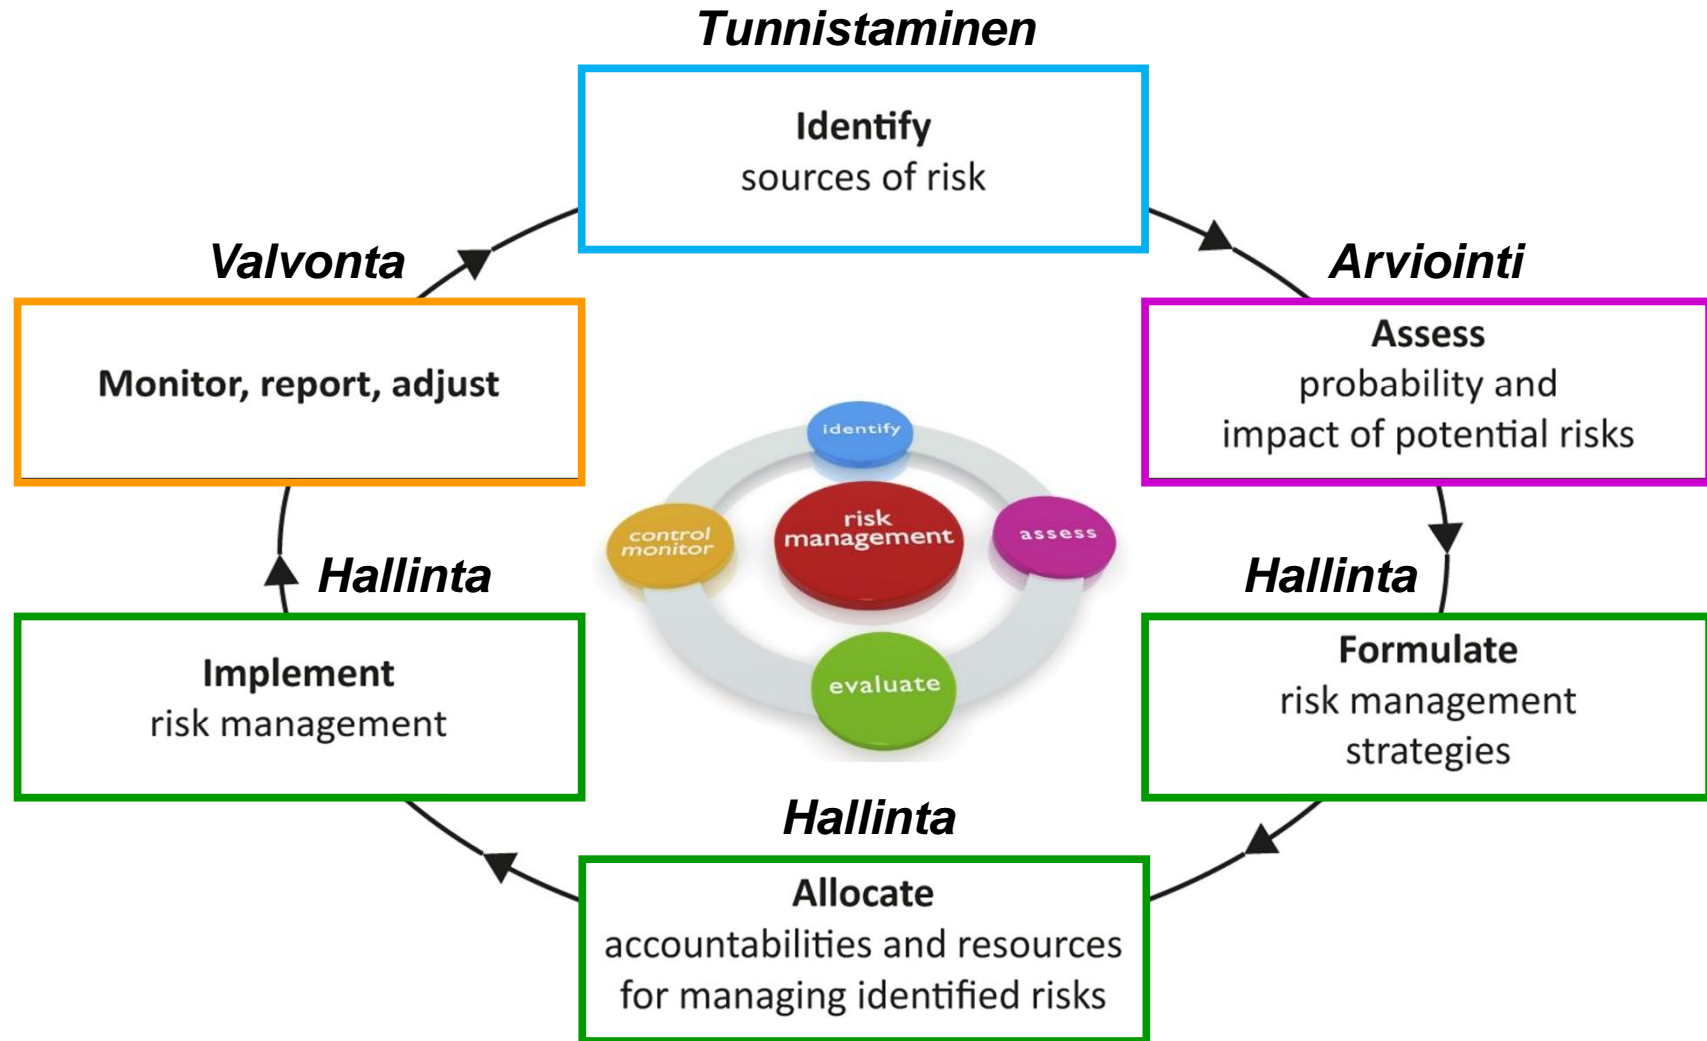 Tunnistaminen
Identify
sources of risk
Valvonta
Arviointi
Monitor, report, adjust
Assess
probability and
impact of potential risks
identify
risk
management
control
monitor
assess
evaluate
Hallinta
Hallinta
Implement
risk management
Formulate
risk management
strategies
Hallinta
Allocate
accountabilities and resources
for managing identified risks